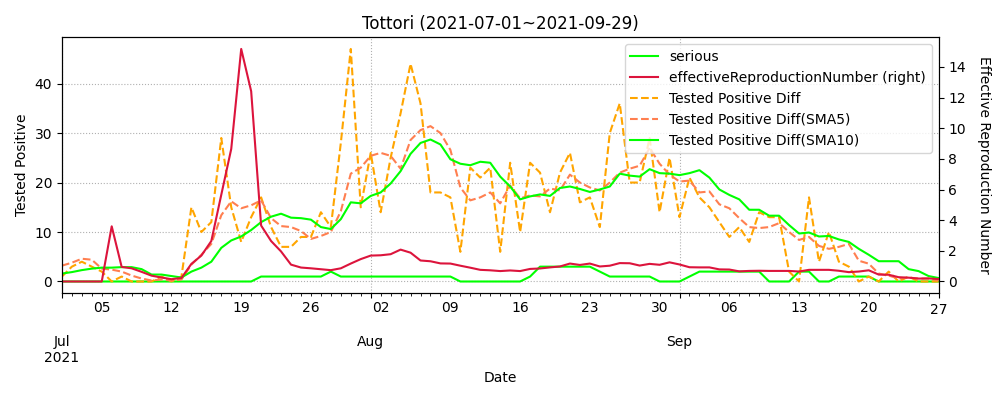 Tottori (2021-07-01~2021-09-29)
serious
effectiveReproductionNumber (right)
Tested Positive Diff
Tested Positive Diff(SMA5)
Tested Positive Diff(SMA10)
Tested Positive
40
30
20
10
0
14
12
10
8
6
4
2
0
Effective Reproduction Number
05 12 19 26 02 09 16 23 30 06 13 20 27
Jul Aug Sep
2021
Date